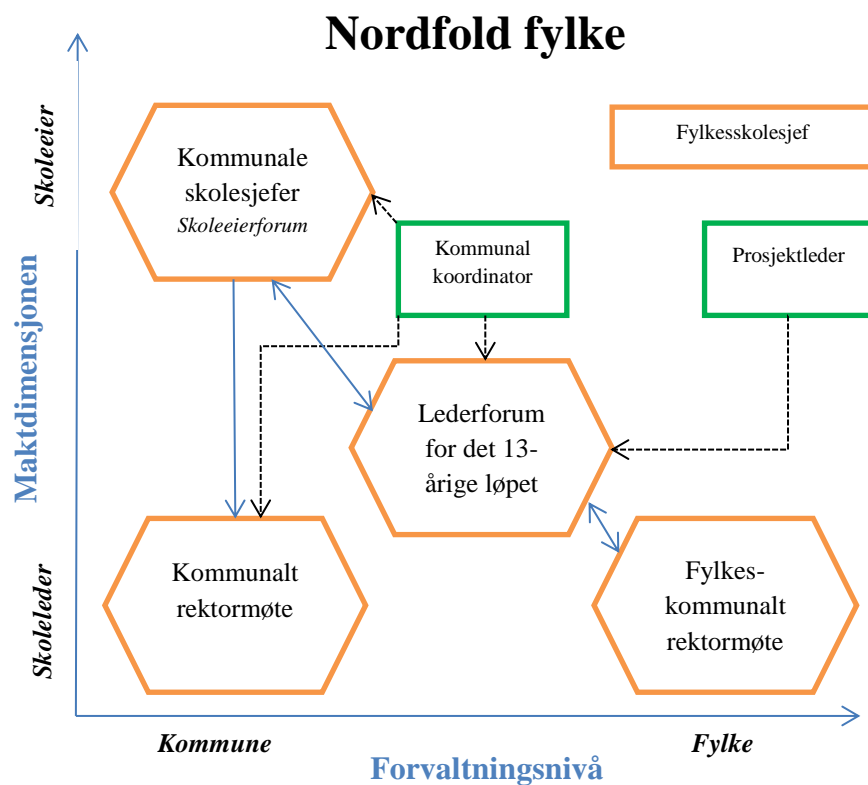 Nordfold fylke
Skoleeier
Kommunale
skolesjefer
Skoleeierforum
Fylkesskolesjef
Kommunal
koordinator
Prosjektleder
Maktdimensjonen
Lederforum
for det 13-
årige løpet
Skoleleder
Kommunalt
rektormøte
Fylkes-
kommunalt
rektormøte
Kommune
Fylke
Forvaltningsnivå